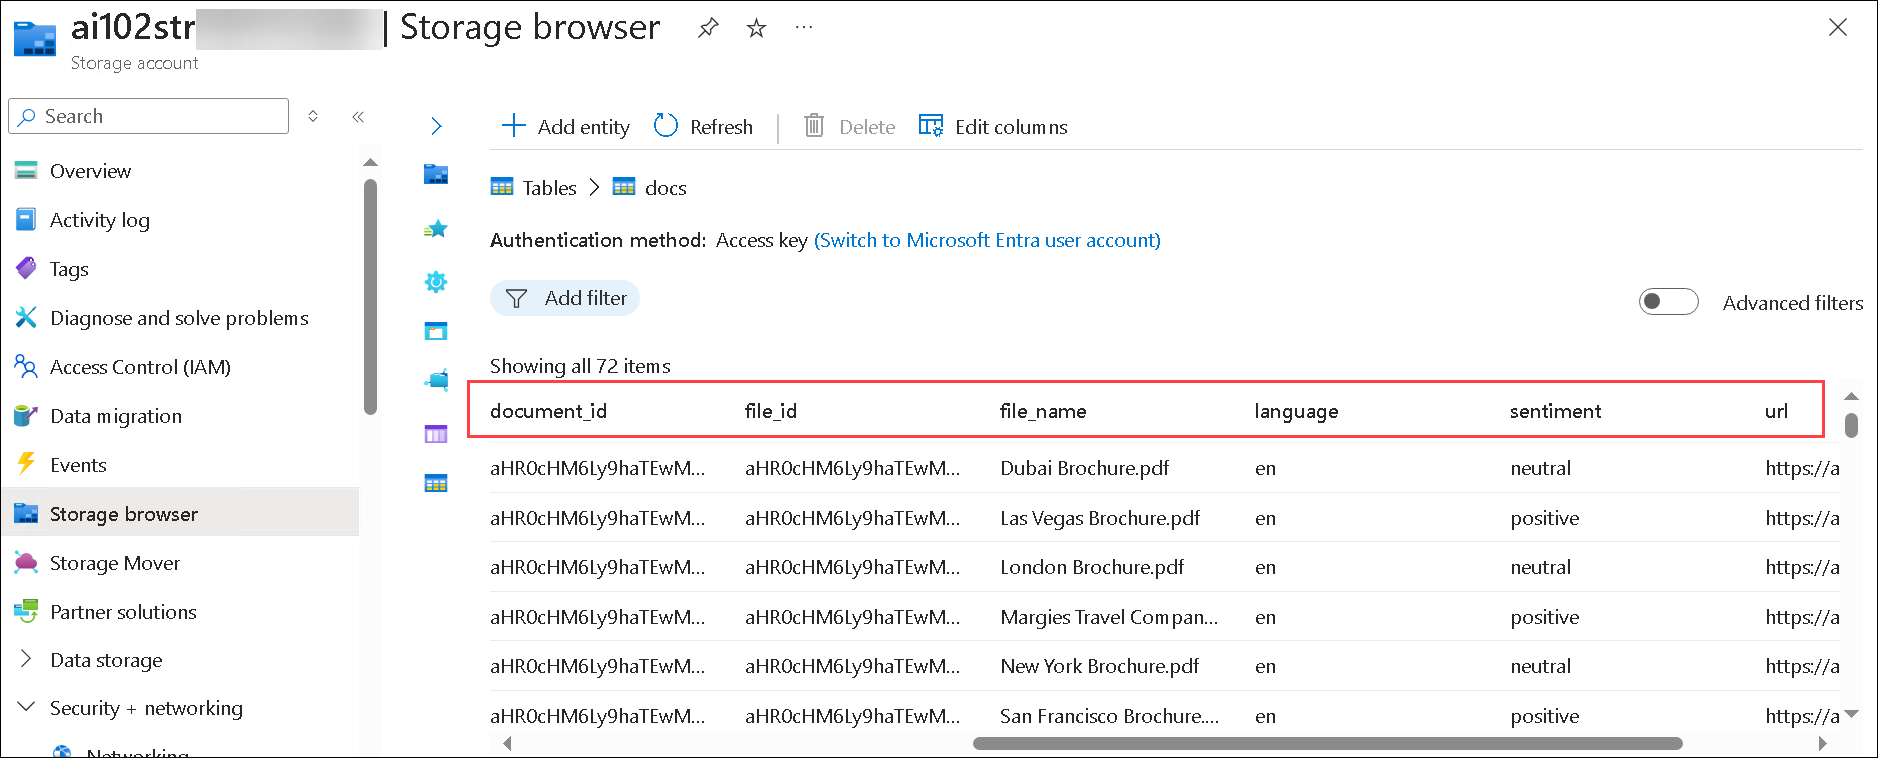 ai102str | Storage browser ...
Storage account
Search
Overview
Activity log
Tags
Diagnose and solve problems
Access Control (IAM)
Data migration
Events
Storage browser
Storage Mover
Partner solutions
Data storage
Security + networking
Networking
Add entity Refresh Delete Edit columns
Tables > docs
Authentication method: Access key (Switch to Microsoft Entra user account)
Add filter
Advanced filters
Showing all 72 items
document_id file_id file_name language sentiment url
aHR0cHM6Ly9haTEwM... aHR0cHM6Ly9haTEwM... Dubai Brochure.pdf en neutral https://a
aHR0cHM6Ly9haTEwM... aHR0cHM6Ly9haTEwM... Las Vegas Brochure.pdf en positive https://a
aHR0cHM6Ly9haTEwM... aHR0cHM6Ly9haTEwM... London Brochure.pdf en neutral https://a
aHR0cHM6Ly9haTEwM... aHR0cHM6Ly9haTEwM... Margies Travel Compan... en positive https://a
aHR0cHM6Ly9haTEwM... aHR0cHM6Ly9haTEwM... New York Brochure.pdf en neutral https://a
aHR0cHM6Ly9haTEwM... aHR0cHM6Ly9haTEwM... San Francisco Brochure.... en positive https://a